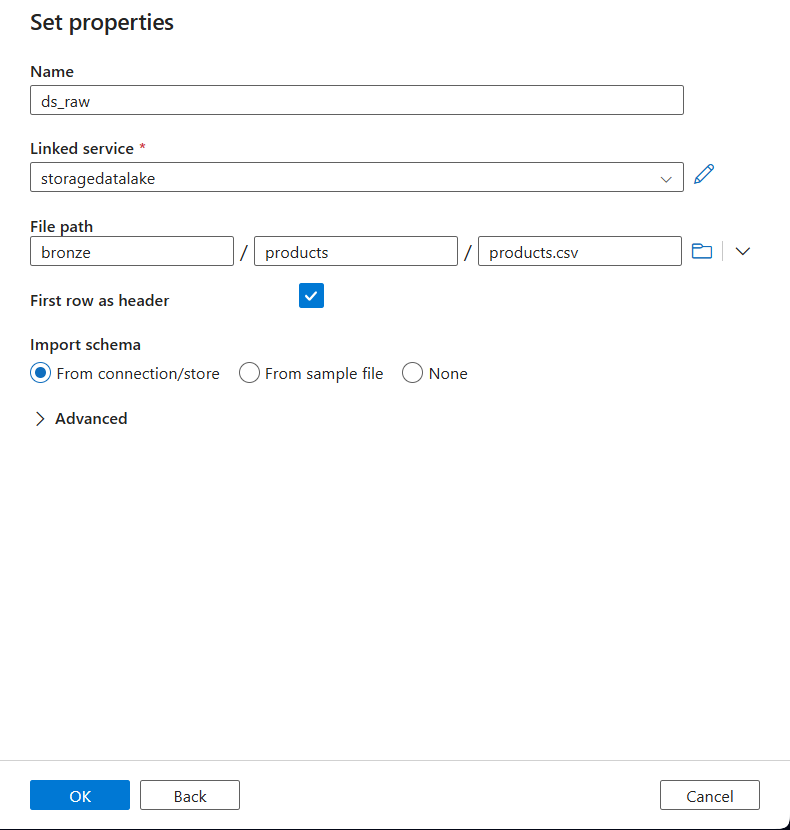 Set properties
Name
ds_raw
Linked service *
storagedatalake
File path
bronze / products / products.csv
First row as header
Import schema
From connection/store From sample file None
Advanced
OK Back Cancel